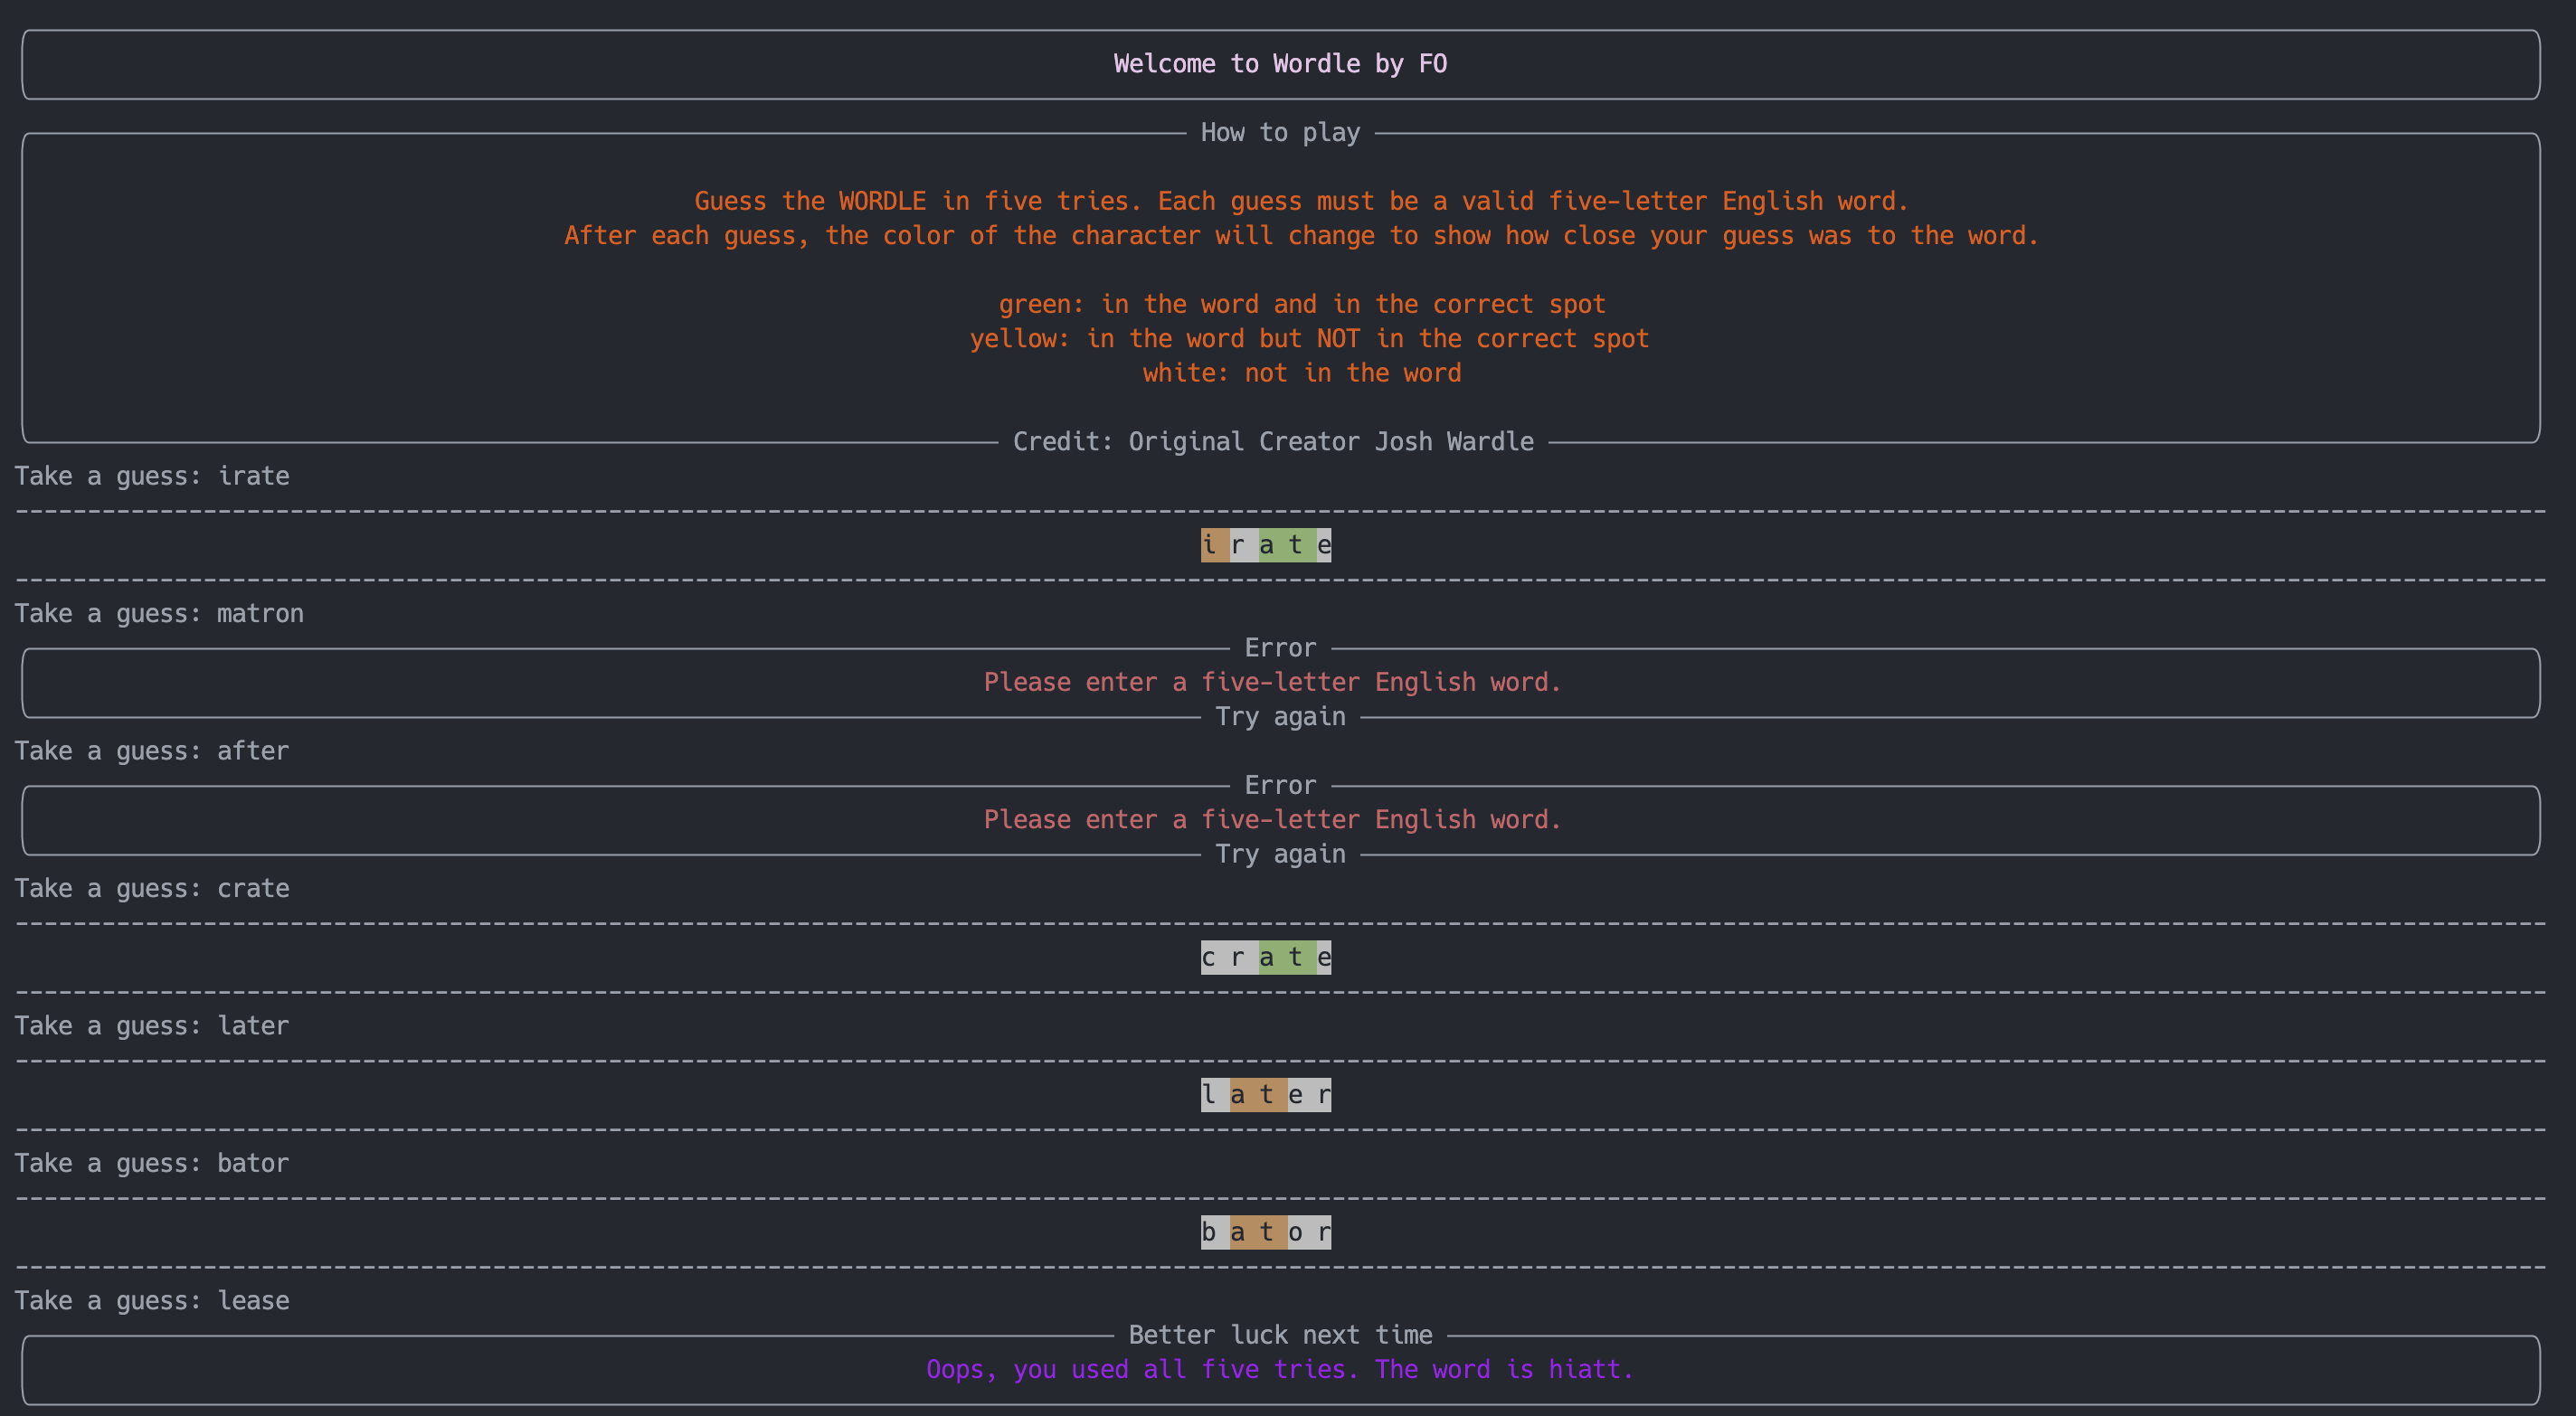 Welcome to Wordle by FO
How to play
Guess the WORDLE in five tries. Each guess must be a valid five-letter English word.
After each guess, the color of the character will change to show how close your guess was to the word.
green: in the word and in the correct spot
yellow: in the word but NOT in the correct spot
white: not in the word
Credit: Original Creator Josh Wardle
Take a guess: irate
i r a t e
Take a guess: matron
Error
Please enter a five-letter English word.
Try again
Take a guess: after
Error
Please enter a five-letter English word.
Try again
Take a guess: crate
c r a t e
Take a guess: later
l a t e r
Take a guess: bator
b a t o r
Take a guess: lease
Better luck next time
Oops, you used all five tries. The word is hiatt.